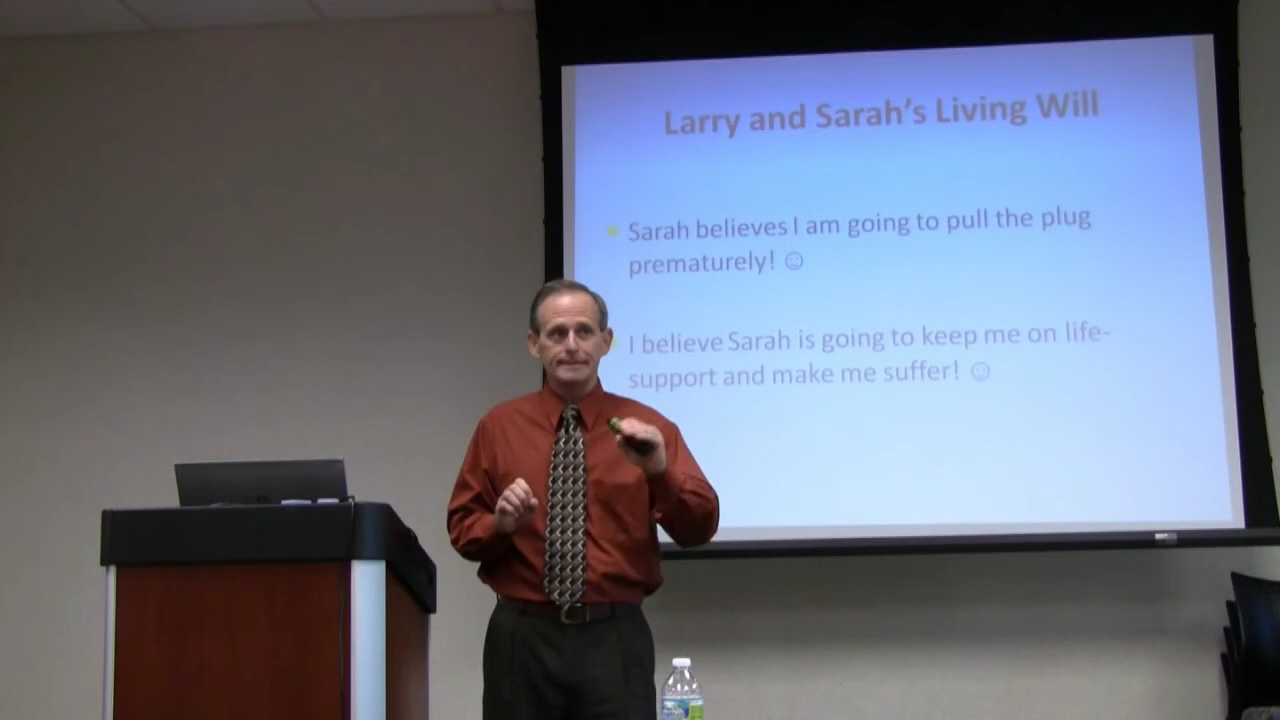 Larry and Sarah's Living Will
• Sarah believes I am going to pull the plug
prematurely! ☺
I believe Sarah is going to keep me on life-
support and make me suffer! ☺